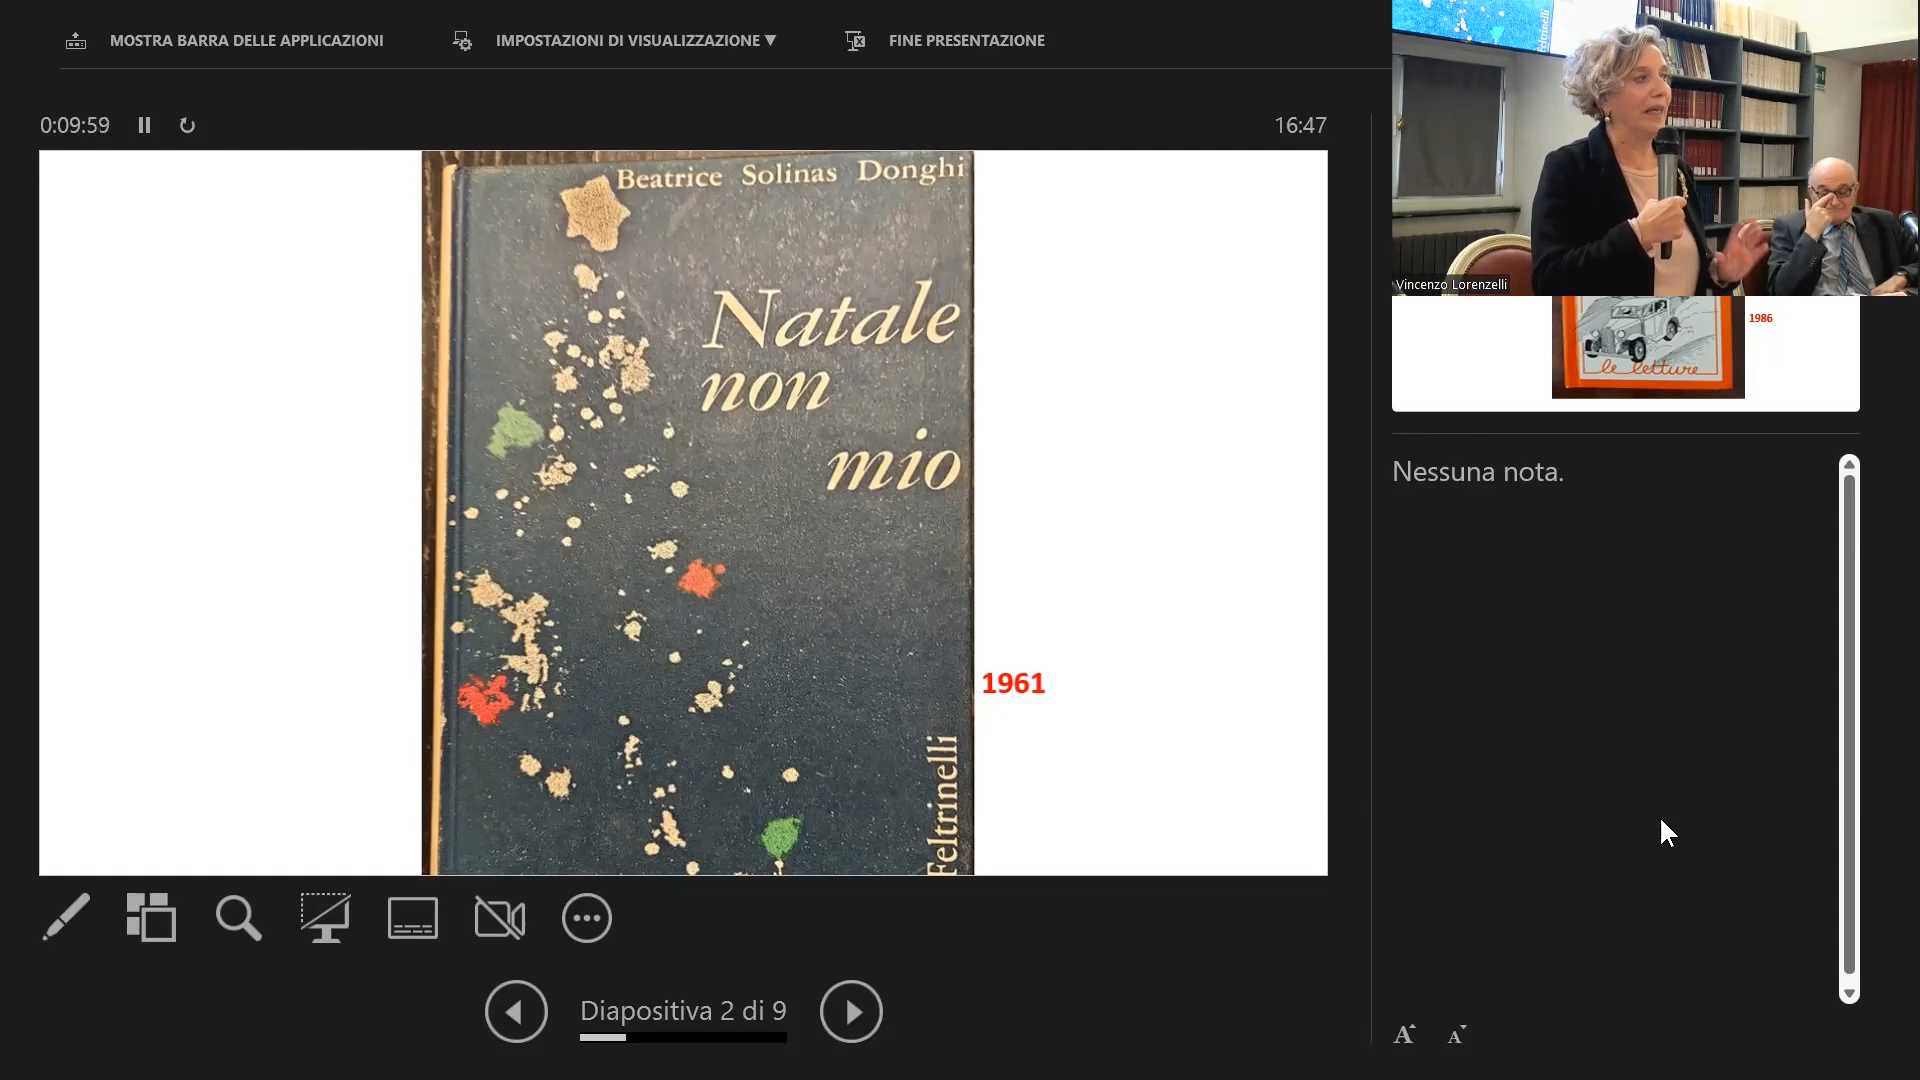 MOSTRA BARRA DELLE APPLICAZIONI
IMPOSTAZIONI DI VISUALIZZAZIONE ▼
FINE PRESENTAZIONE
0:09:59
16:47
Beatrice Solinas Donghi
Natale
non
mio
Feltrinelli
1961
Diapositiva 2 di 9
Feltrinelli
Vincenzo Lorenzelli
1986
le letture
Nessuna nota.
A
A